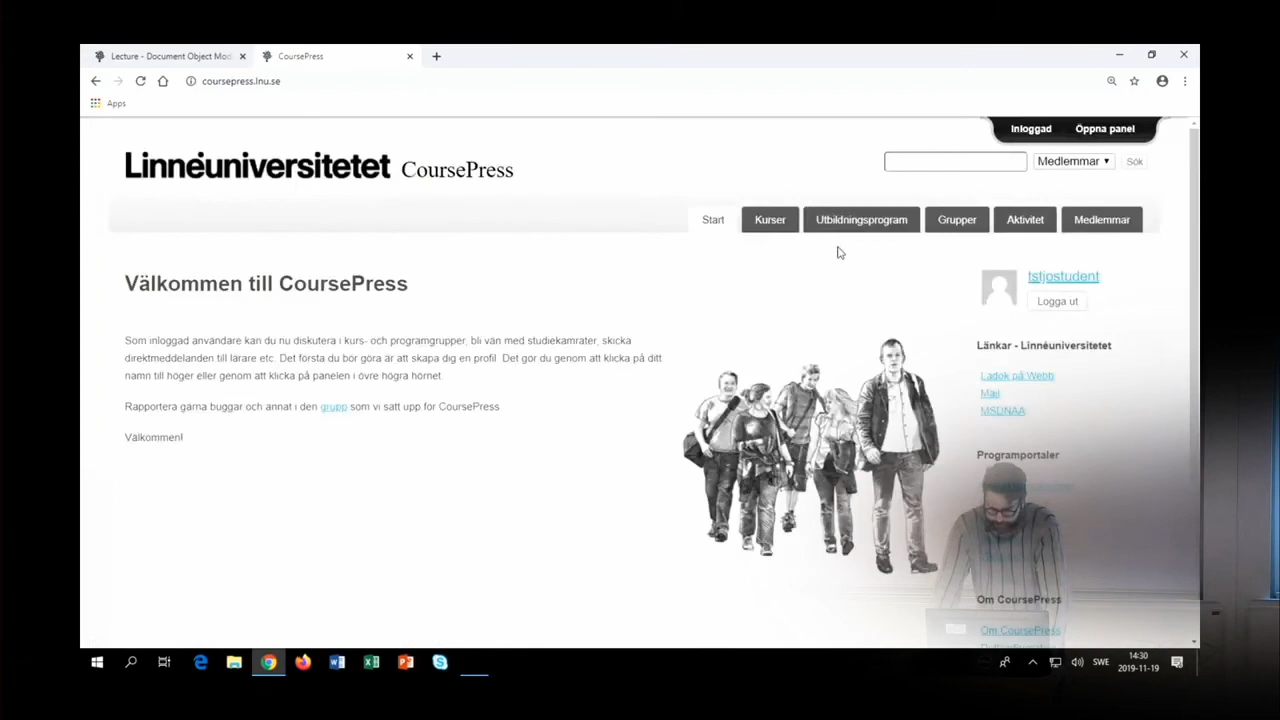 Lecture - Document Object Mod
CoursePress
coursepress.lnu.se
Apps
Inloggad Öppna panel
Linnéuniversitetet CoursePress
Medlemmar Sök
Start Kurser Utbildningsprogram Grupper Aktivitet Medlemmar
Välkommen till CoursePress
tstjostudent
Logga ut
Som inloggad användare kan du nu diskutera i kurs- och programgrupper, bli vän med studiekamrater, skicka
direktmeddelanden till lärare etc. Det första du bör göra är att skapa dig en profil. Det gör du genom att klicka på ditt
namn till höger eller genom att klicka på panelen i övre högra hörnet.
Rapportera gärna buggar och annat i den grupp som vi satt upp för CoursePress
Välkommen!
Länkar - Linnéuniversitetet
Ladok på Webb
Mail
MSDNAA
Programportaler
Om CoursePress
Om CoursePress
SWE
14:30
2019-11-19